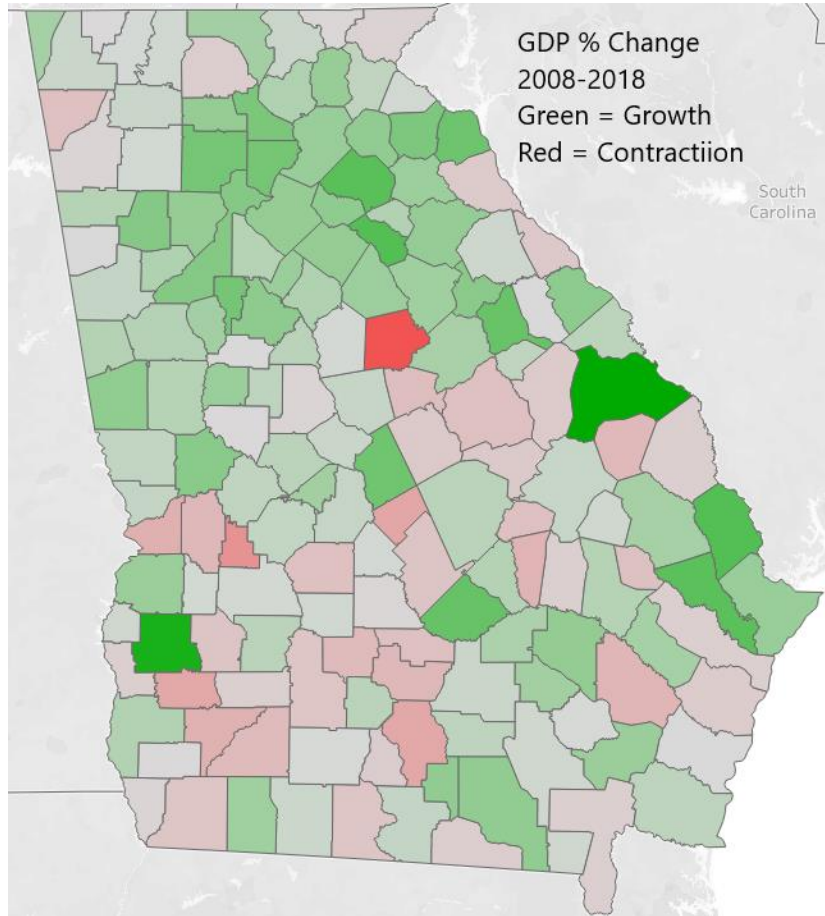 GDP % Change
2008-2018
Green = Growth
Red = Contractiion
South
Carolina